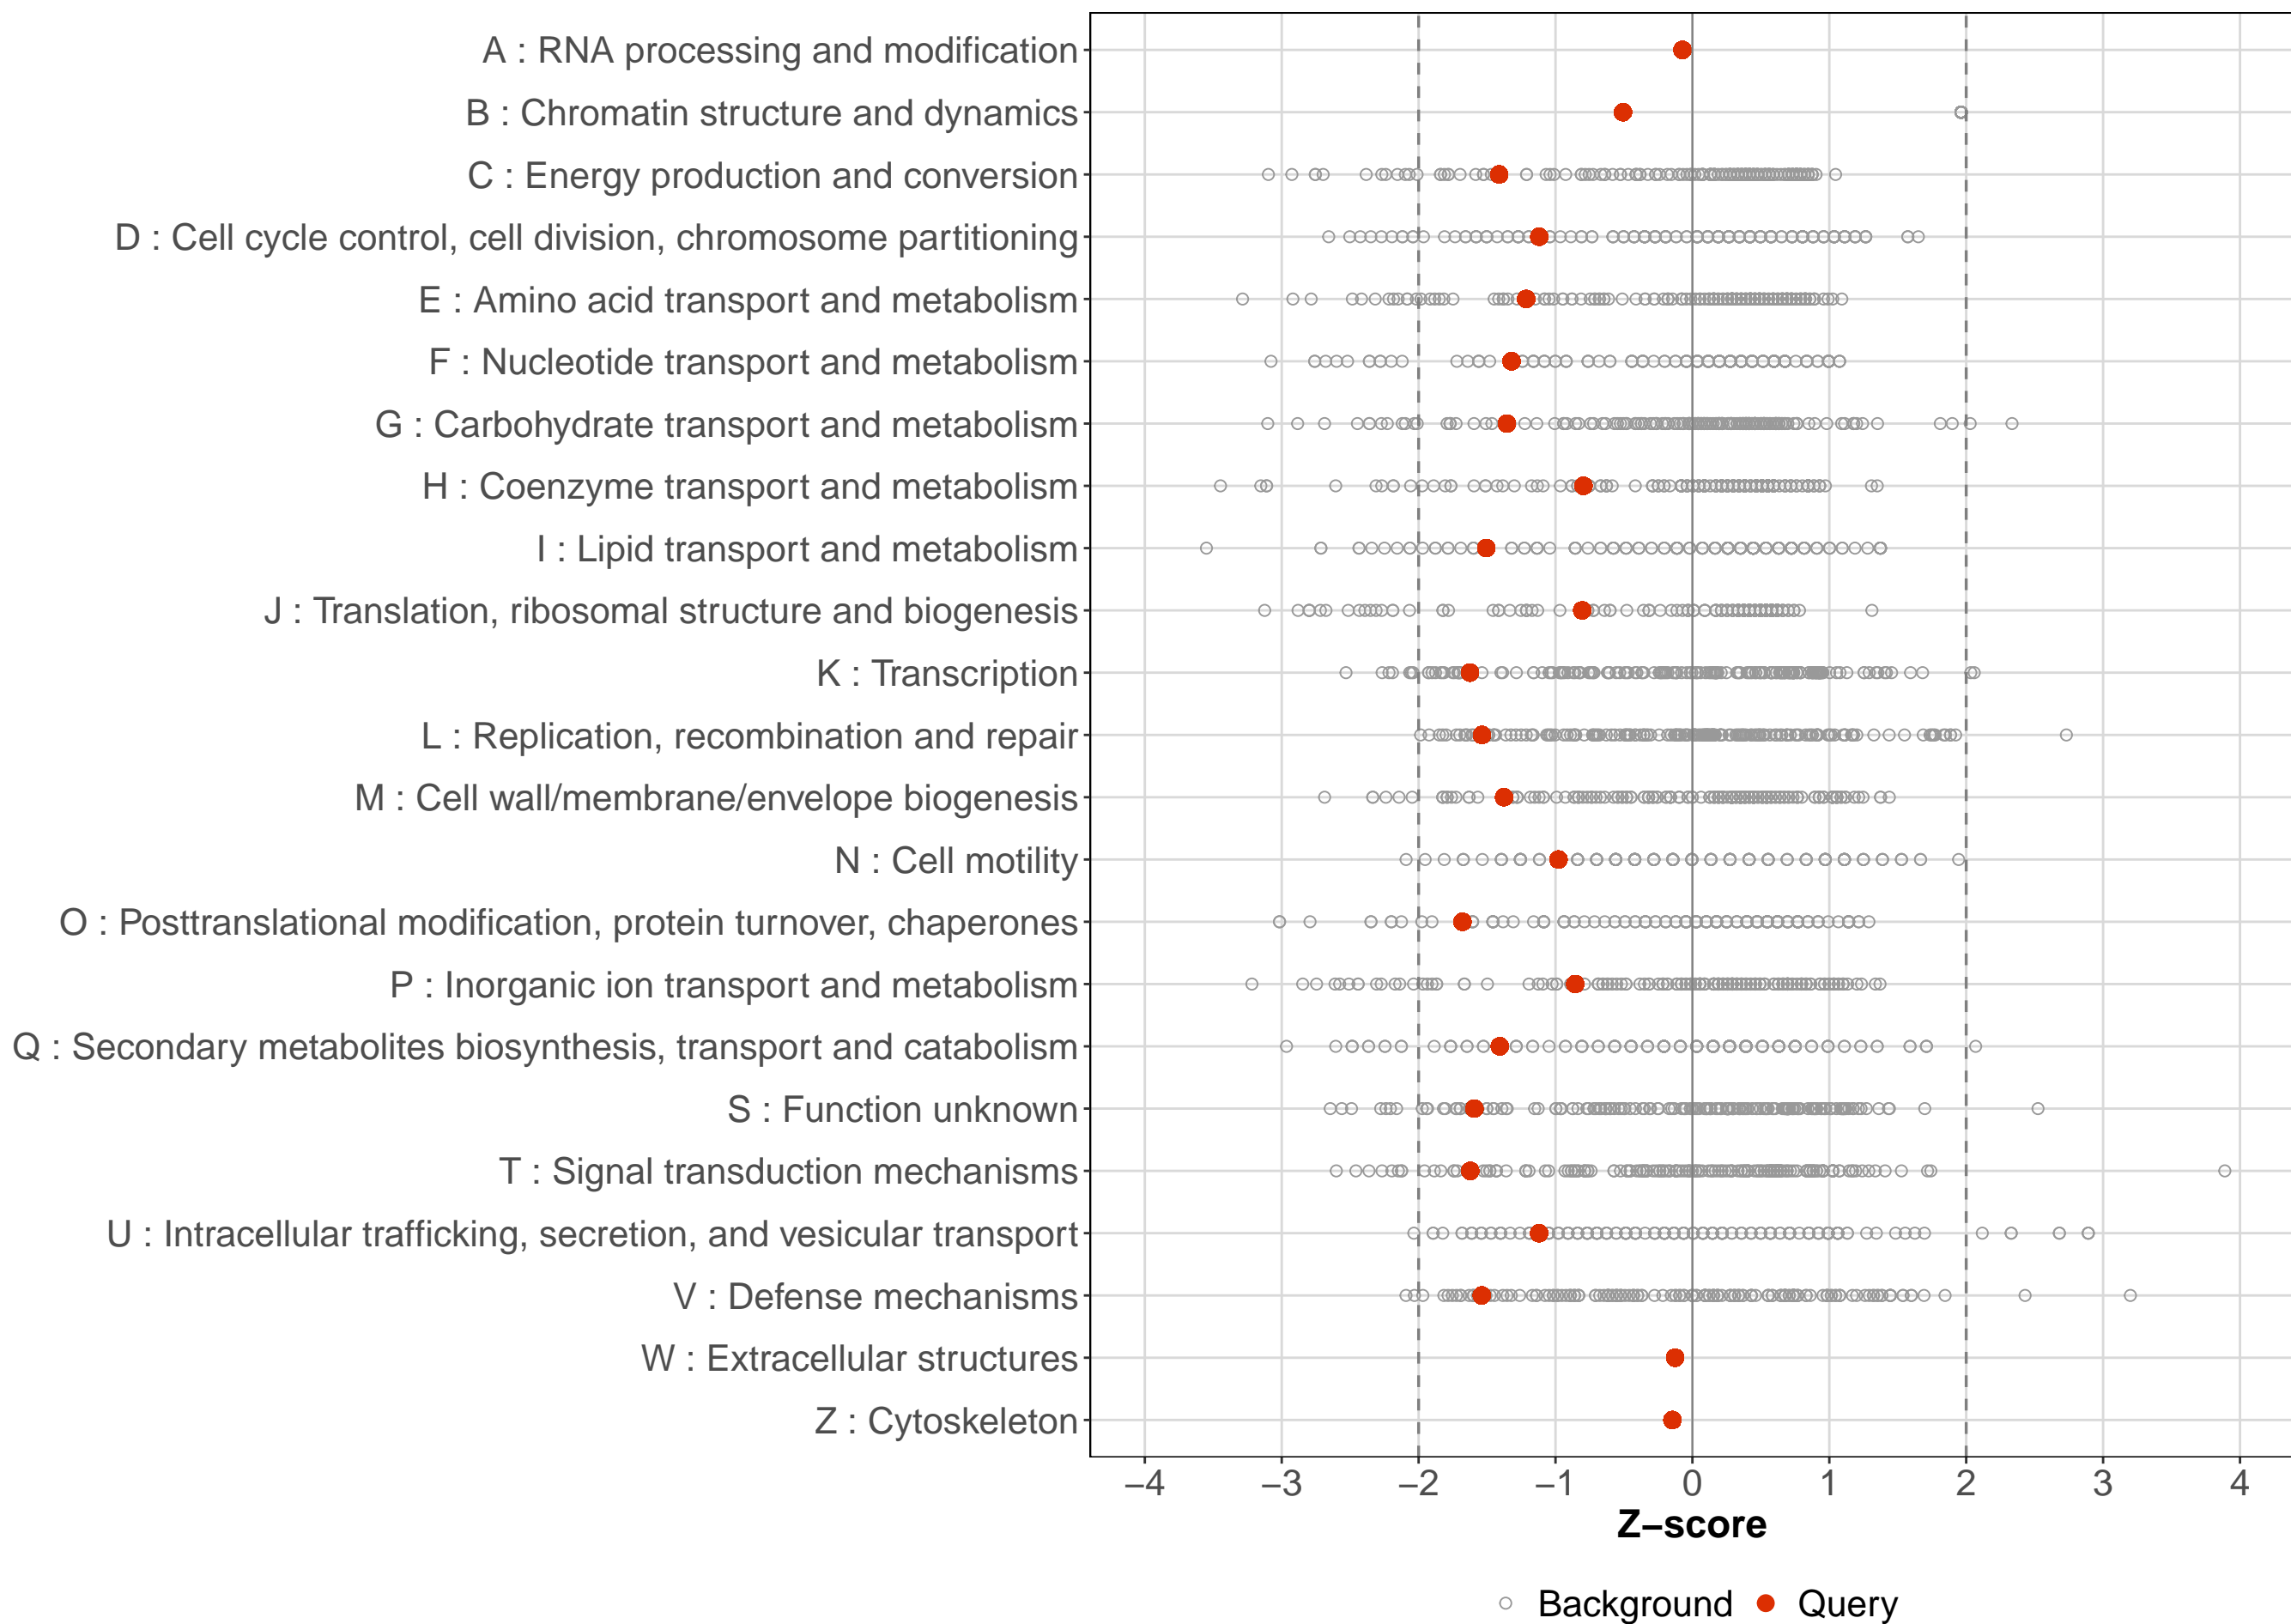 A : RNA processing and modification
B : Chromatin structure and dynamics
C : Energy production and conversion
D : Cell cycle control, cell division, chromosome partitioning
E : Amino acid transport and metabolism
F : Nucleotide transport and metabolism
G : Carbohydrate transport and metabolism
H : Coenzyme transport and metabolism
I : Lipid transport and metabolism
J : Translation, ribosomal structure and biogenesis
K : Transcription
L : Replication, recombination and repair
M : Cell wall/membrane/envelope biogenesis
N : Cell motility
O : Posttranslational modification, protein turnover, chaperones
P : Inorganic ion transport and metabolism
Q : Secondary metabolites biosynthesis, transport and catabolism
S : Function unknown
T : Signal transduction mechanisms
U : Intracellular trafficking, secretion, and vesicular transport
V : Defense mechanisms
W : Extracellular structures
Z : Cytoskeleton
−4 −3 −2 −1 0 1 2 3 4
Z−score
Background Query